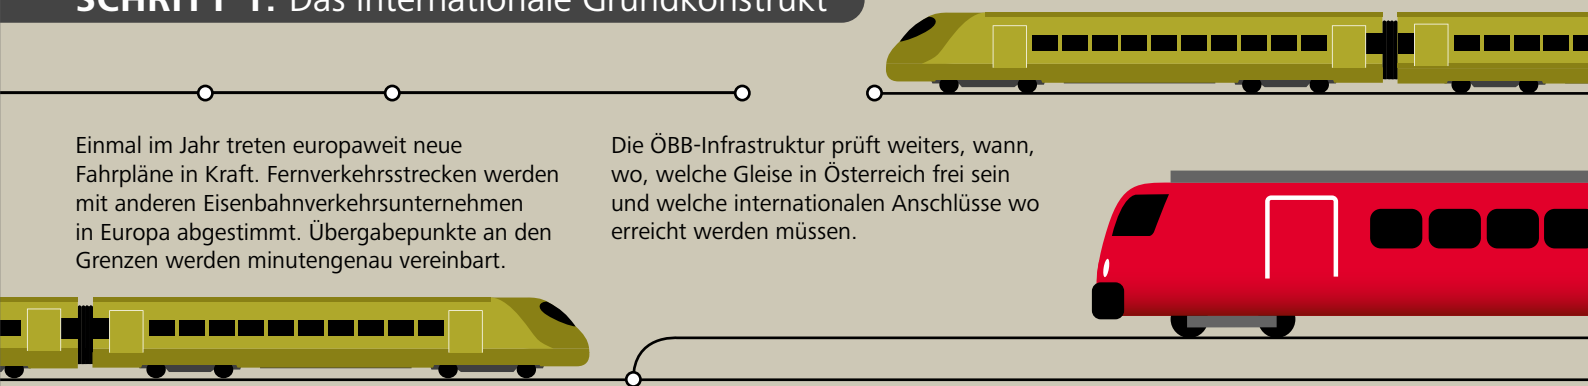 SCHRITT 1: Das internationale Grundkonstrukt
Einmal im Jahr treten europaweit neue
Fahrpläne in Kraft. Fernverkehrsstrecken werden
mit anderen Eisenbahnverkehrsunternehmen
in Europa abgestimmt. Übergabepunkte an den
Grenzen werden minutengenau vereinbart.
Die ÖBB-Infrastruktur prüft weiters, wann,
wo, welche Gleise in Österreich frei sein
und welche internationalen Anschlüsse wo
erreicht werden müssen.